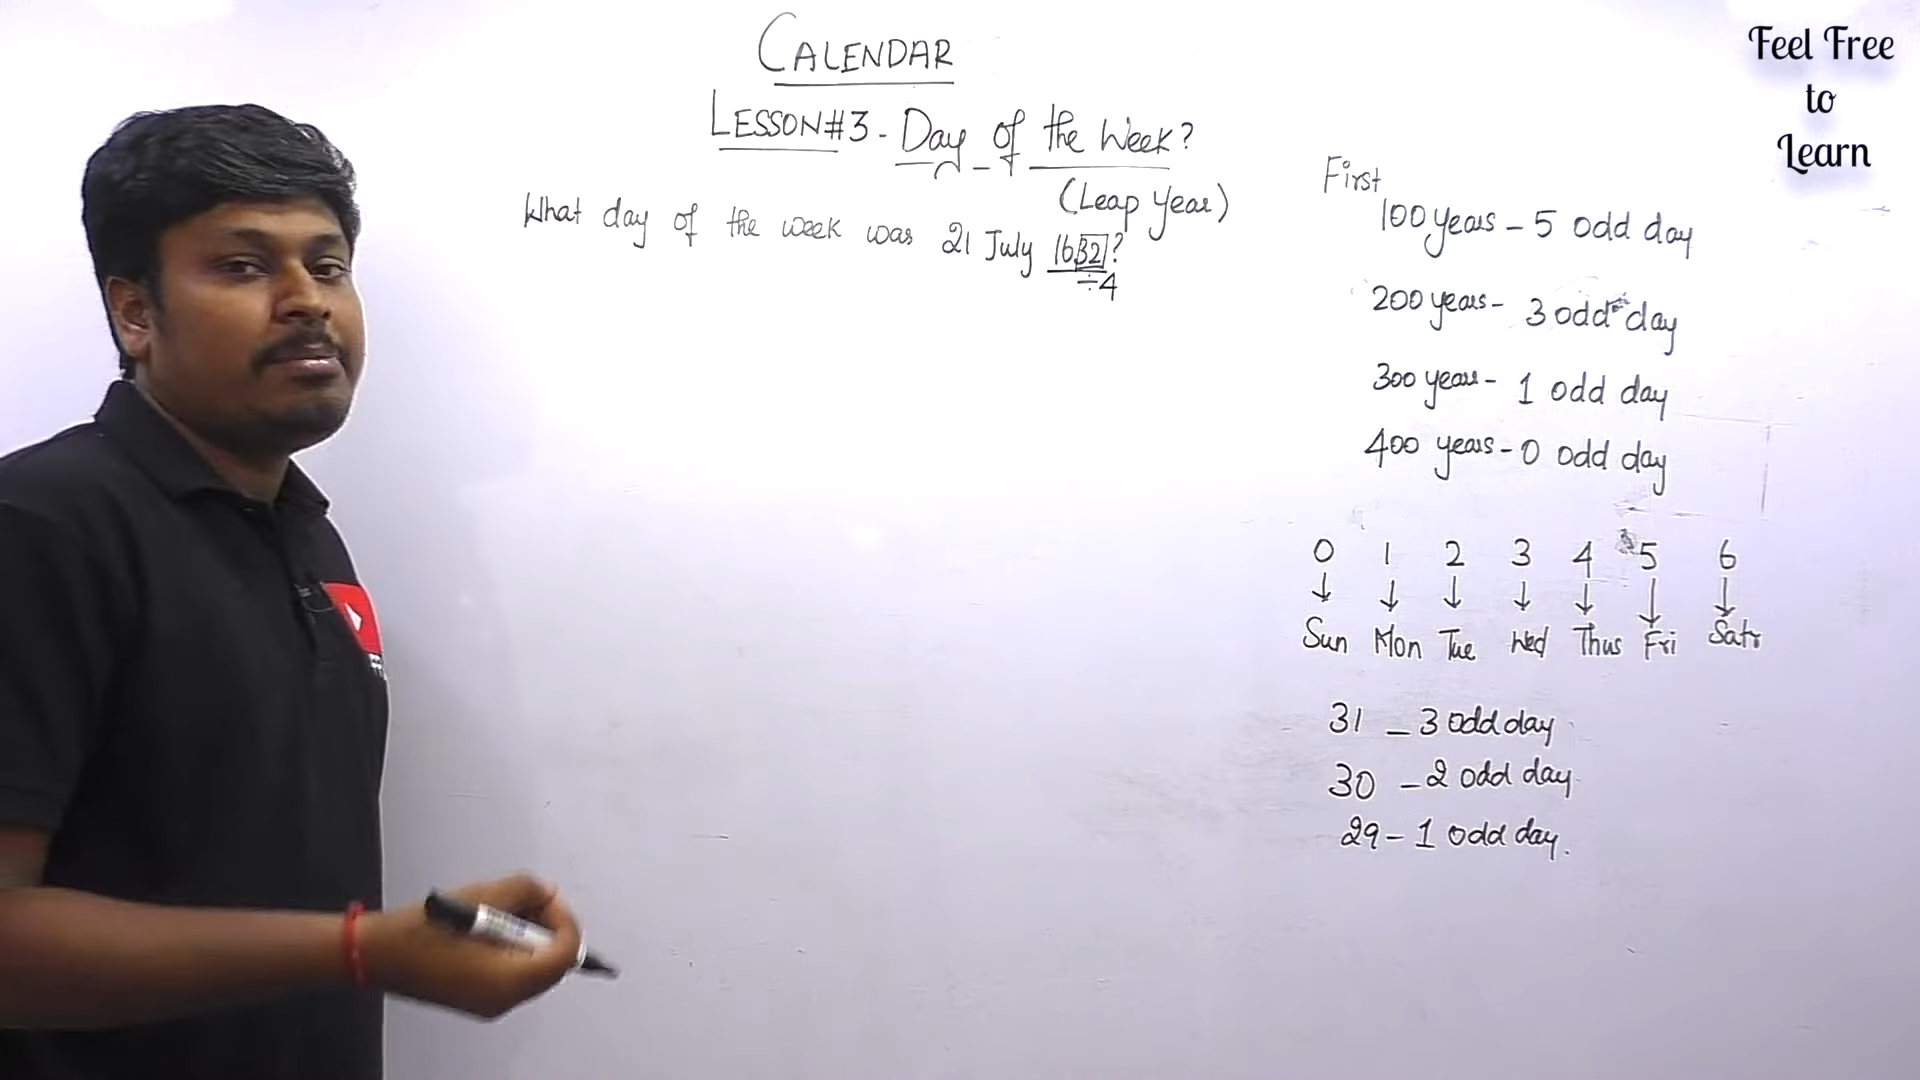 CALENDAR
LESSON#3 - Day of the Week?
(Leap Year)
What day of the week was 21 July 1632?
÷4
First
100 years - 5 odd day
200 years - 3 odd day
300 years - 1 odd day
400 years - 0 odd day
0 1 2 3 4 5 6
Sun Mon Tue Wed Thus Fri Satr
31 - 3 odd day
30 - 2 odd day
29 - 1 odd day.
Feel Free
to
Learn